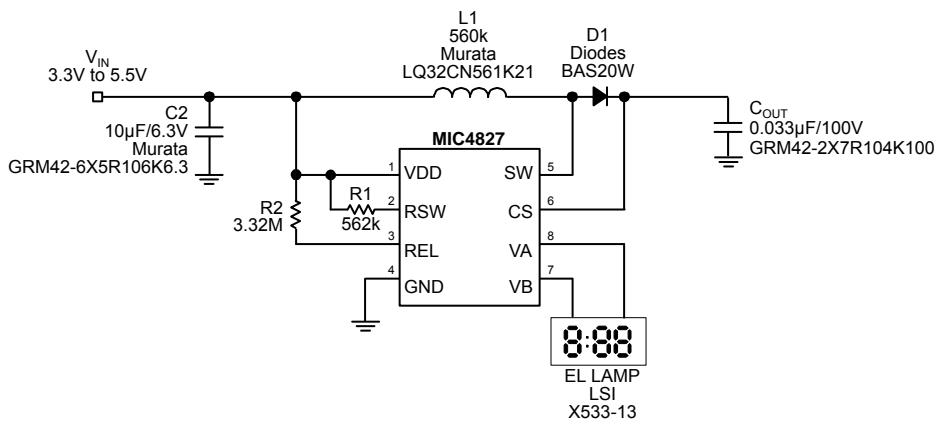 L1
560k
Murata
LQ32CN561K21
D1
Diodes
BAS20W
VIN
3.3V to 5.5V
C2
10µF/6.3V
Murata
GRM42-6X5R106K6.3
COUT
0.033µF/100V
GRM42-2X7R104K100
MIC4827
1 VDD SW 5
R1
562k
2 RSW CS 6
R2
3.32M
3 REL VA 8
4 GND VB 7
8:88
EL LAMP
LSI
X533-13